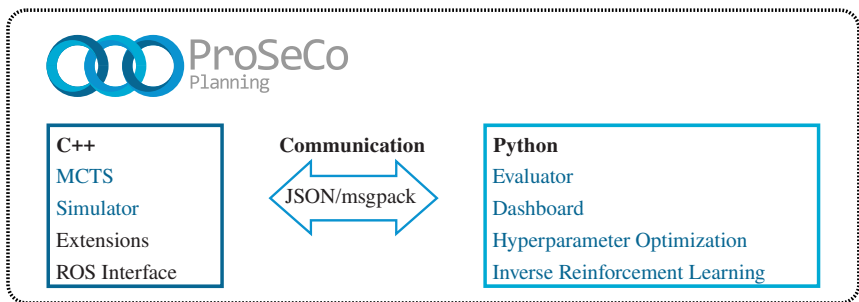 ProSeCo
Planning
C++
MCTS
Simulator
Extensions
ROS Interface
Communication
JSON/msgpack
Python
Evaluator
Dashboard
Hyperparameter Optimization
Inverse Reinforcement Learning